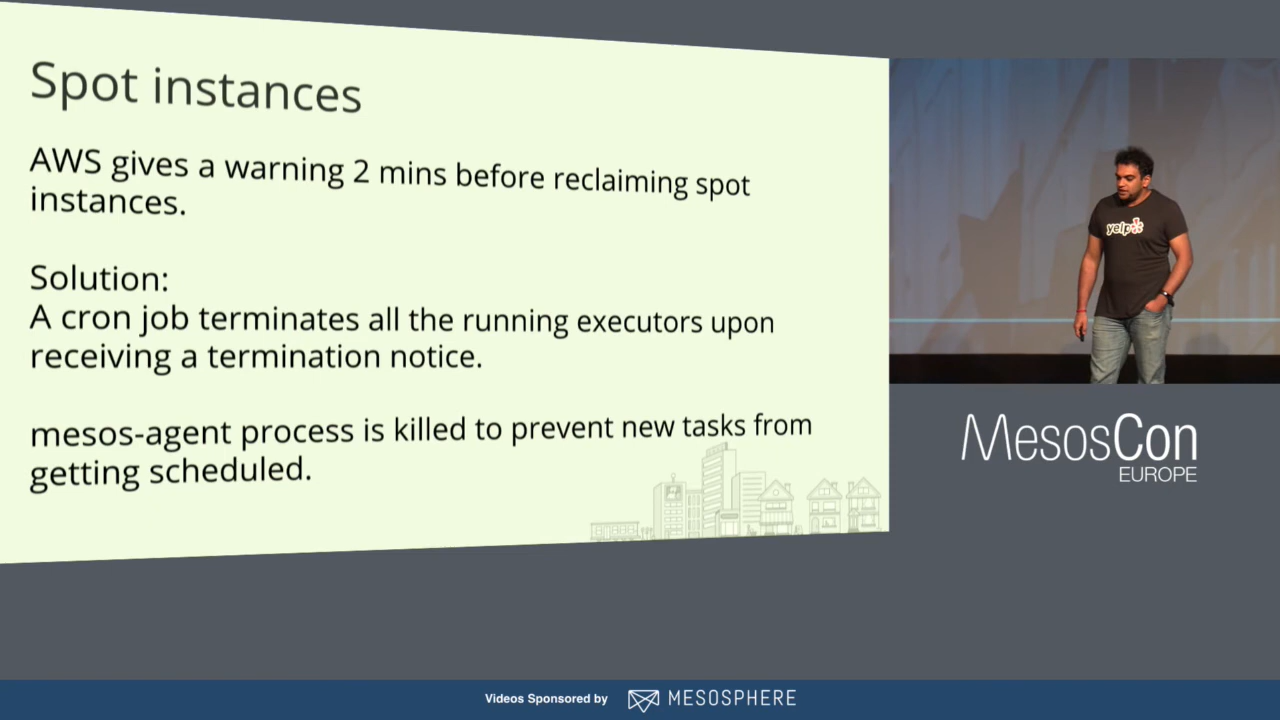 Spot instances
AWS gives a warning 2 mins before reclaiming spot
instances.
Solution:
A cron job terminates all the running executors upon
receiving a termination notice.
mesos-agent process is killed to prevent new tasks from
getting scheduled.
yelp
MesosCon
EUROPE
Videos Sponsored by MESOSPHERE